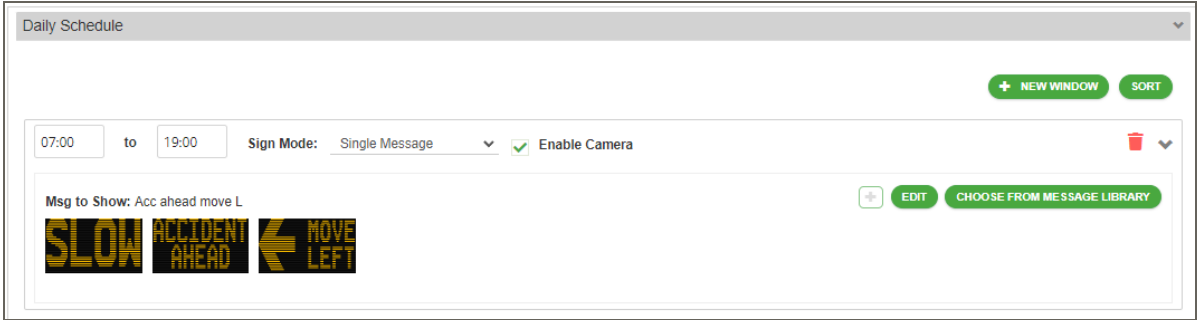 Daily Schedule
+ NEW WINDOW SORT
07:00 to 19:00 Sign Mode: Single Message Enable Camera
Msg to Show: Acc ahead move L
+ EDIT CHOOSE FROM MESSAGE LIBRARY
SLOW
ACCIDENT
AHEAD
MOVE
LEFT